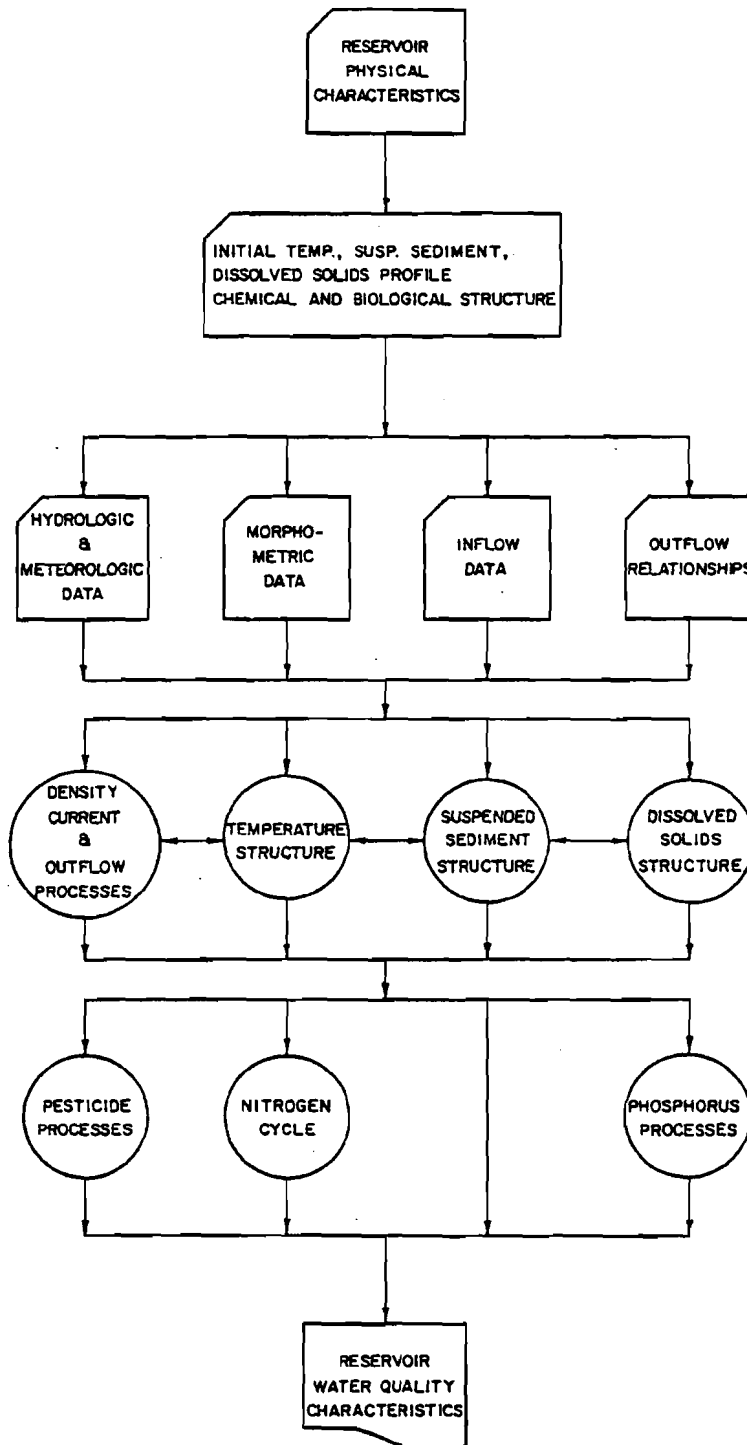 RESERVOIR
PHYSICAL
CHARACTERISTICS
INITIAL TEMP., SUSP. SEDIMENT,
DISSOLVED SOLIDS PROFILE
CHEMICAL AND BIOLOGICAL STRUCTURE
HYDROLOGIC
&
METEOROLOGIC
DATA
MORPHO-
METRIC
DATA
INFLOW
DATA
OUTFLOW
RELATIONSHIPS
DENSITY
CURRENT
&
OUTFLOW
PROCESSES
TEMPERATURE
STRUCTURE
SUSPENDED
SEDIMENT
STRUCTURE
DISSOLVED
SOLIDS
STRUCTURE
PESTICIDE
PROCESSES
NITROGEN
CYCLE
PHOSPHORUS
PROCESSES
RESERVOIR
WATER QUALITY
CHARACTERISTICS